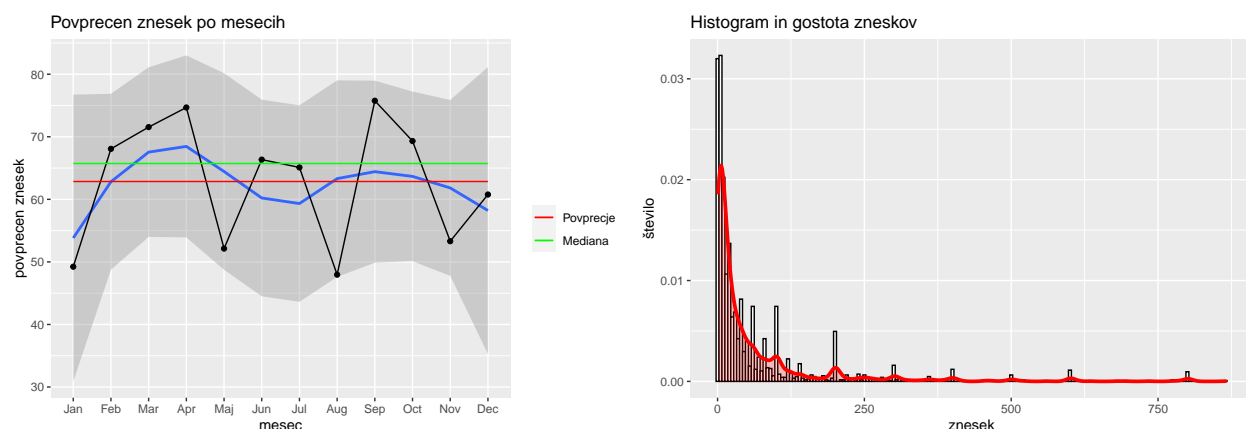 Povprecen znesek po mesecih
povprecen znesek
80
70
60
50
40
30
Jan Feb Mar Apr Maj Jun Jul Aug Sep Oct Nov Dec
mesec
Povprecje
Mediana
Histogram in gostota zneskov
število
0.03
0.02
0.01
0.00
0 250 500 750
znesek